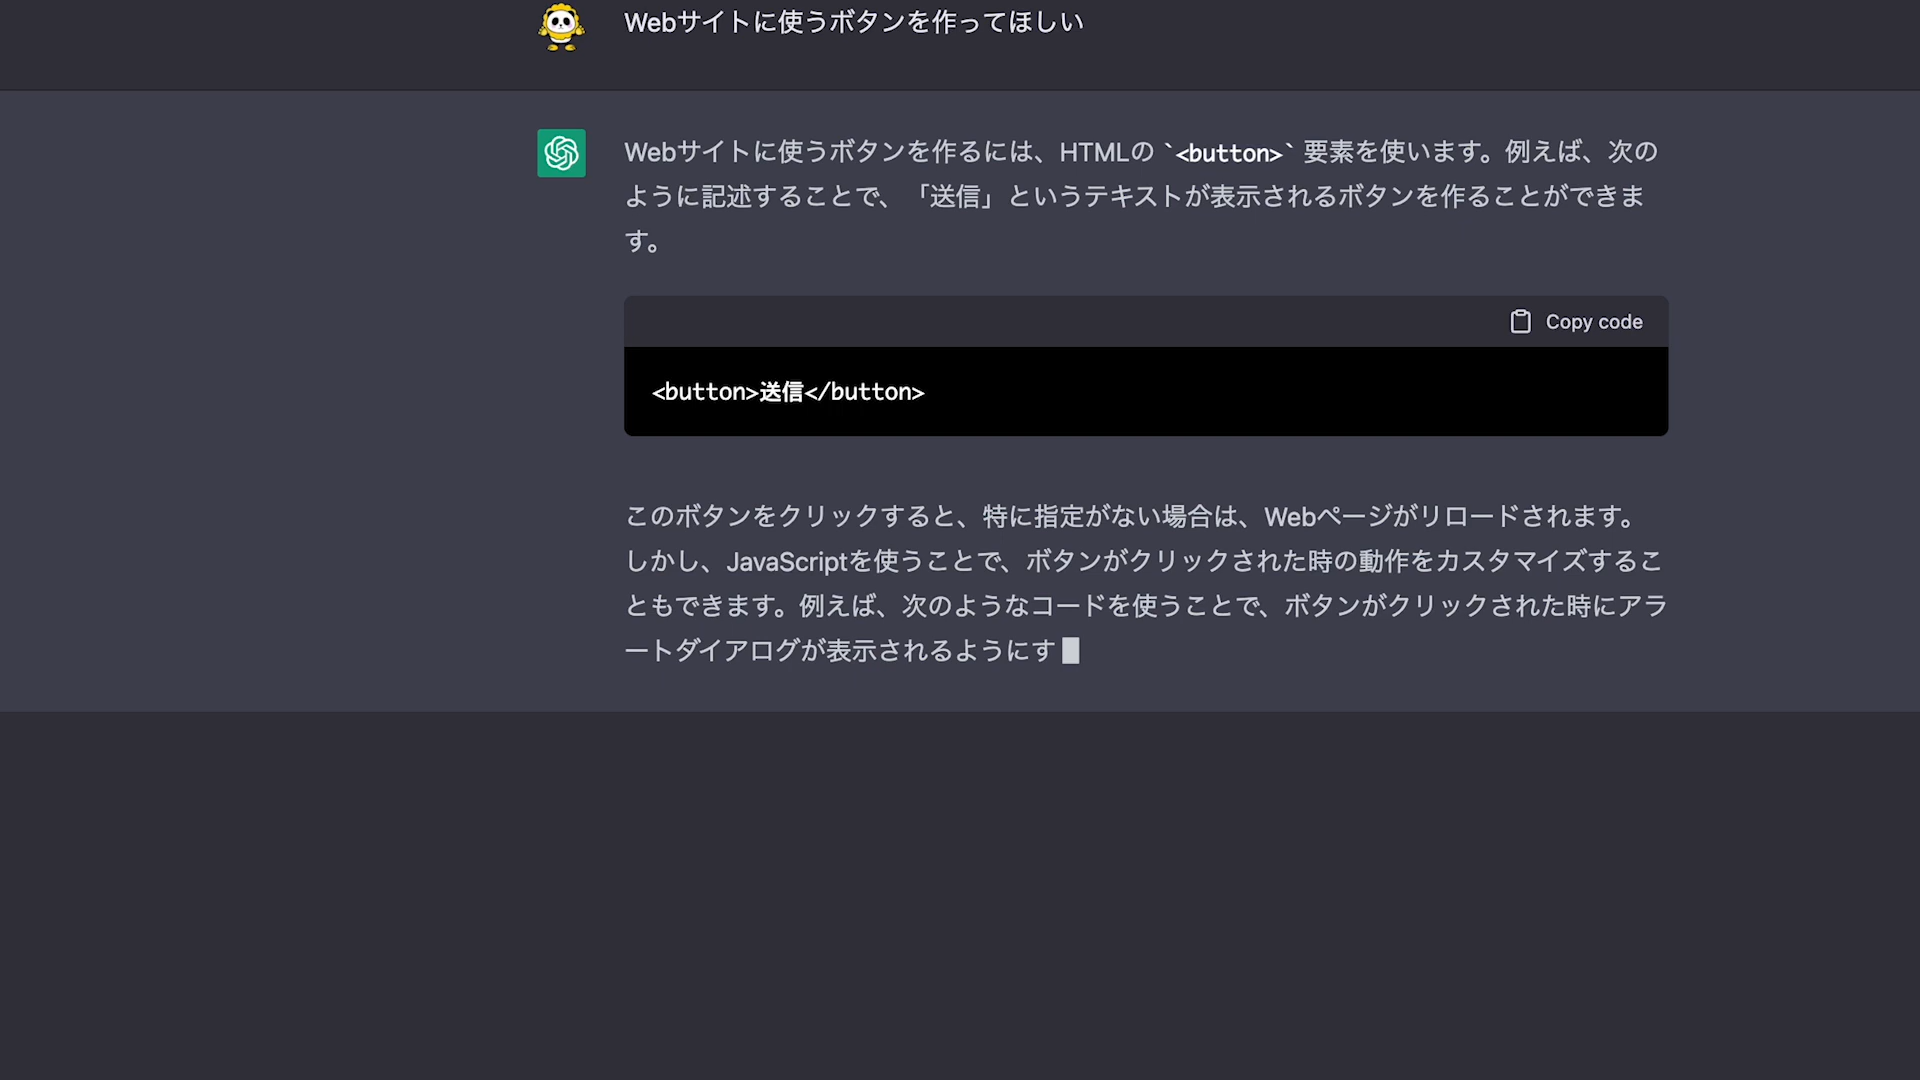 Webサイトに使うボタンを作ってほしい
Webサイトに使うボタンを作るには、HTMLの `<button>` 要素を使います。例えば、次の
ように記述することで、「送信」というテキストが表示されるボタンを作ることができま
す。
Copy code
<button>送信</button>
このボタンをクリックすると、特に指定がない場合は、Webページがリロードされます。
しかし、JavaScriptを使うことで、ボタンがクリックされた時の動作をカスタマイズするこ
ともできます。例えば、次のようなコードを使うことで、ボタンがクリックされた時にアラ
ートダイアログが表示されるようにす